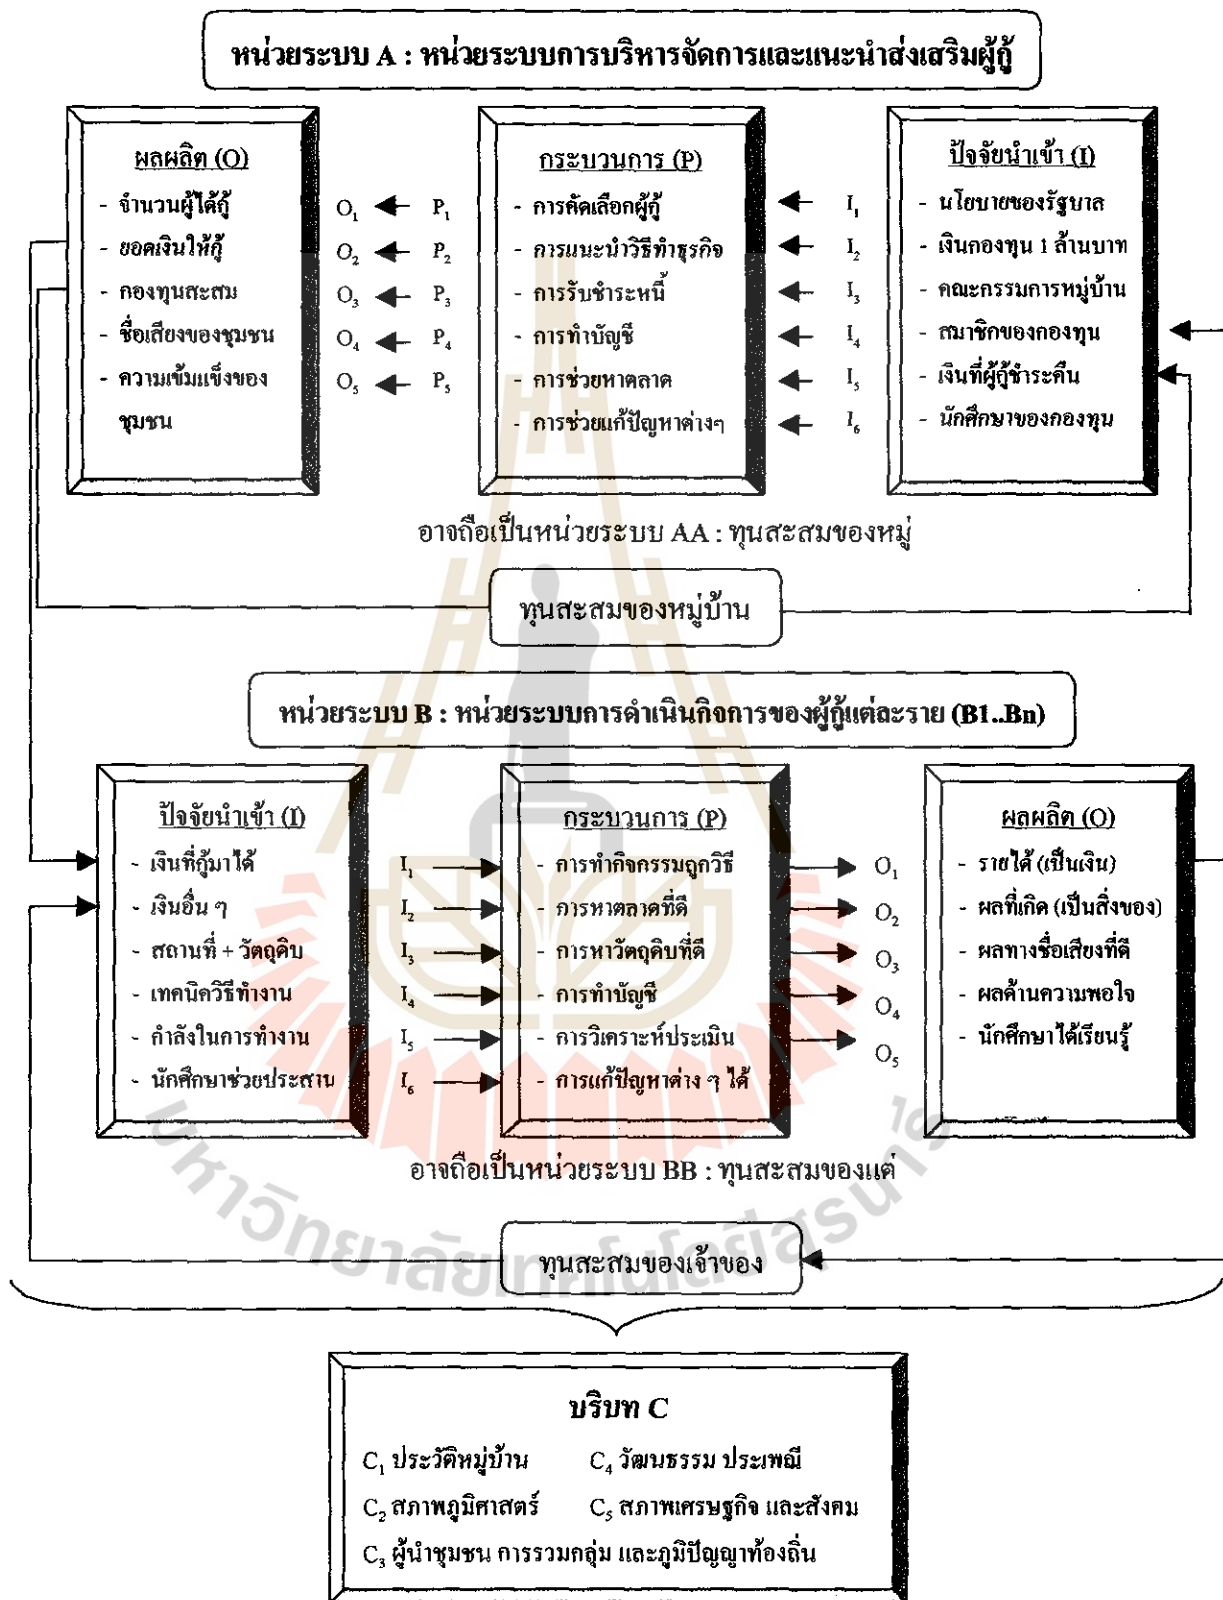 หน่วยระบบ A : หน่วยระบบการบริหารจัดการและแนะนำส่งเสริมผู้กู้
ผลผลิต (O)
- จำนวนผู้ได้กู้
- ยอดเงินให้กู้
- กองทุนสะสม
- ชื่อเสียงของชุมชน
- ความเข้มแข็งของ
ชุมชน
O₁ P₁
O₂ P₂
O₃ P₃
O₄ P₄
O₅ P₅
กระบวนการ (P)
- การคัดเลือกผู้กู้
- การแนะนำวิธีทำธุรกิจ
- การรับชำระหนี้
- การทำบัญชี
- การช่วยหาตลาด
- การช่วยแก้ปัญหาต่างๆ
I₁
I₂
I₃
I₄
I₅
I₆
ปัจจัยนำเข้า (I)
- นโยบายของรัฐบาล
- เงินกองทุน 1 ล้านบาท
- คณะกรรมการหมู่บ้าน
- สมาชิกของกองทุน
- เงินที่ผู้กู้ชำระคืน
- นักศึกษาของกองทุน
อาจถือเป็นหน่วยระบบ AA : ทุนสะสมของหมู่
ทุนสะสมของหมู่บ้าน
หน่วยระบบ B : หน่วยระบบการดำเนินกิจการของผู้กู้แต่ละราย (B1..Bn)
ปัจจัยนำเข้า (I)
- เงินที่กู้มาได้
- เงินอื่น ๆ
- สถานที่ + วัตถุดิบ
- เทคนิควิธีทำงาน
- กำลังในการทำงาน
- นักศึกษาช่วยประสาน
I₁
I₂
I₃
I₄
I₅
I₆
กระบวนการ (P)
- การทำกิจกรรมถูกวิธี
- การหาตลาดที่ดี
- การหาวัตถุดิบที่ดี
- การทำบัญชี
- การวิเคราะห์ประเมิน
- การแก้ปัญหาต่าง ๆ ได้
O₁
O₂
O₃
O₄
O₅
ผลผลิต (O)
- รายได้ (เป็นเงิน)
- ผลที่เกิด (เป็นสิ่งของ)
- ผลทางชื่อเสียงที่ดี
- ผลด้านความพอใจ
- นักศึกษาได้เรียนรู้
อาจถือเป็นหน่วยระบบ BB : ทุนสะสมของแต่
มหาวิทยาลัยเทคโนโลยีสุรนารี
ทุนสะสมของเจ้าของ
บริบท C
C₁ ประวัติหมู่บ้าน C₄ วัฒนธรรม ประเพณี
C₂ สภาพภูมิศาสตร์ C₅ สภาพเศรษฐกิจ และสังคม
C₃ ผู้นำชุมชน การรวมกลุ่ม และภูมิปัญญาท้องถิ่น